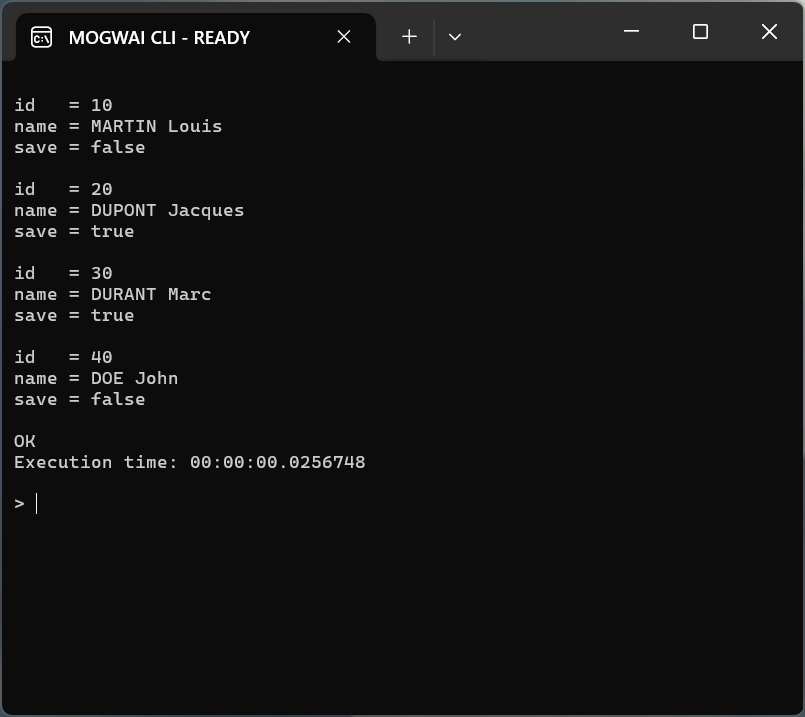 MOGWAI CLI - READY
id   = 10
name = MARTIN Louis
save = false
id   = 20
name = DUPONT Jacques
save = true
id   = 30
name = DURANT Marc
save = true
id   = 40
name = DOE John
save = false
OK
Execution time: 00:00:00.0256748
>